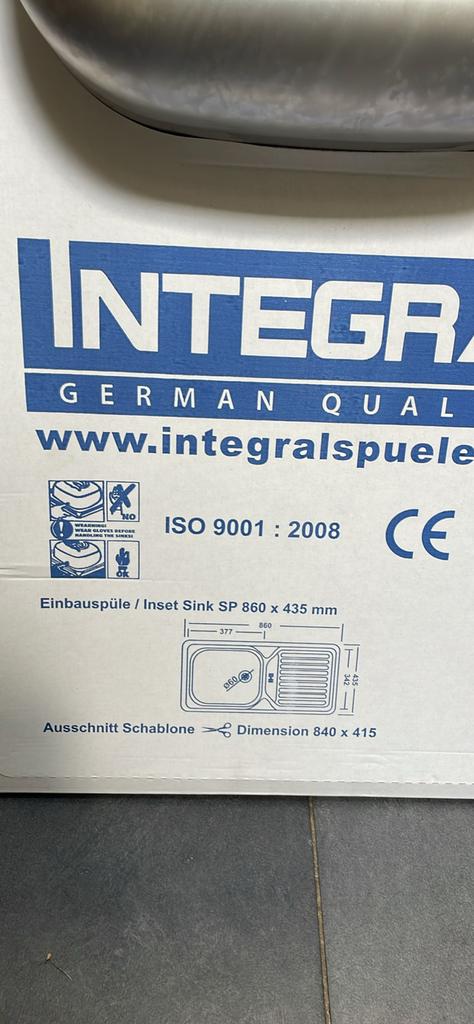 INTEGRA
GERMAN QUAL
www.integralspuele
NO
WEARNING!
WEAR GLOVES BEFORE
HANDLING THE SINKS!
OK
ISO 9001 : 2008
CE
Einbauspüle / Inset Sink SP 860 x 435 mm
860
377
ø60
435
342
Ausschnitt Schablone Dimension 840 x 415